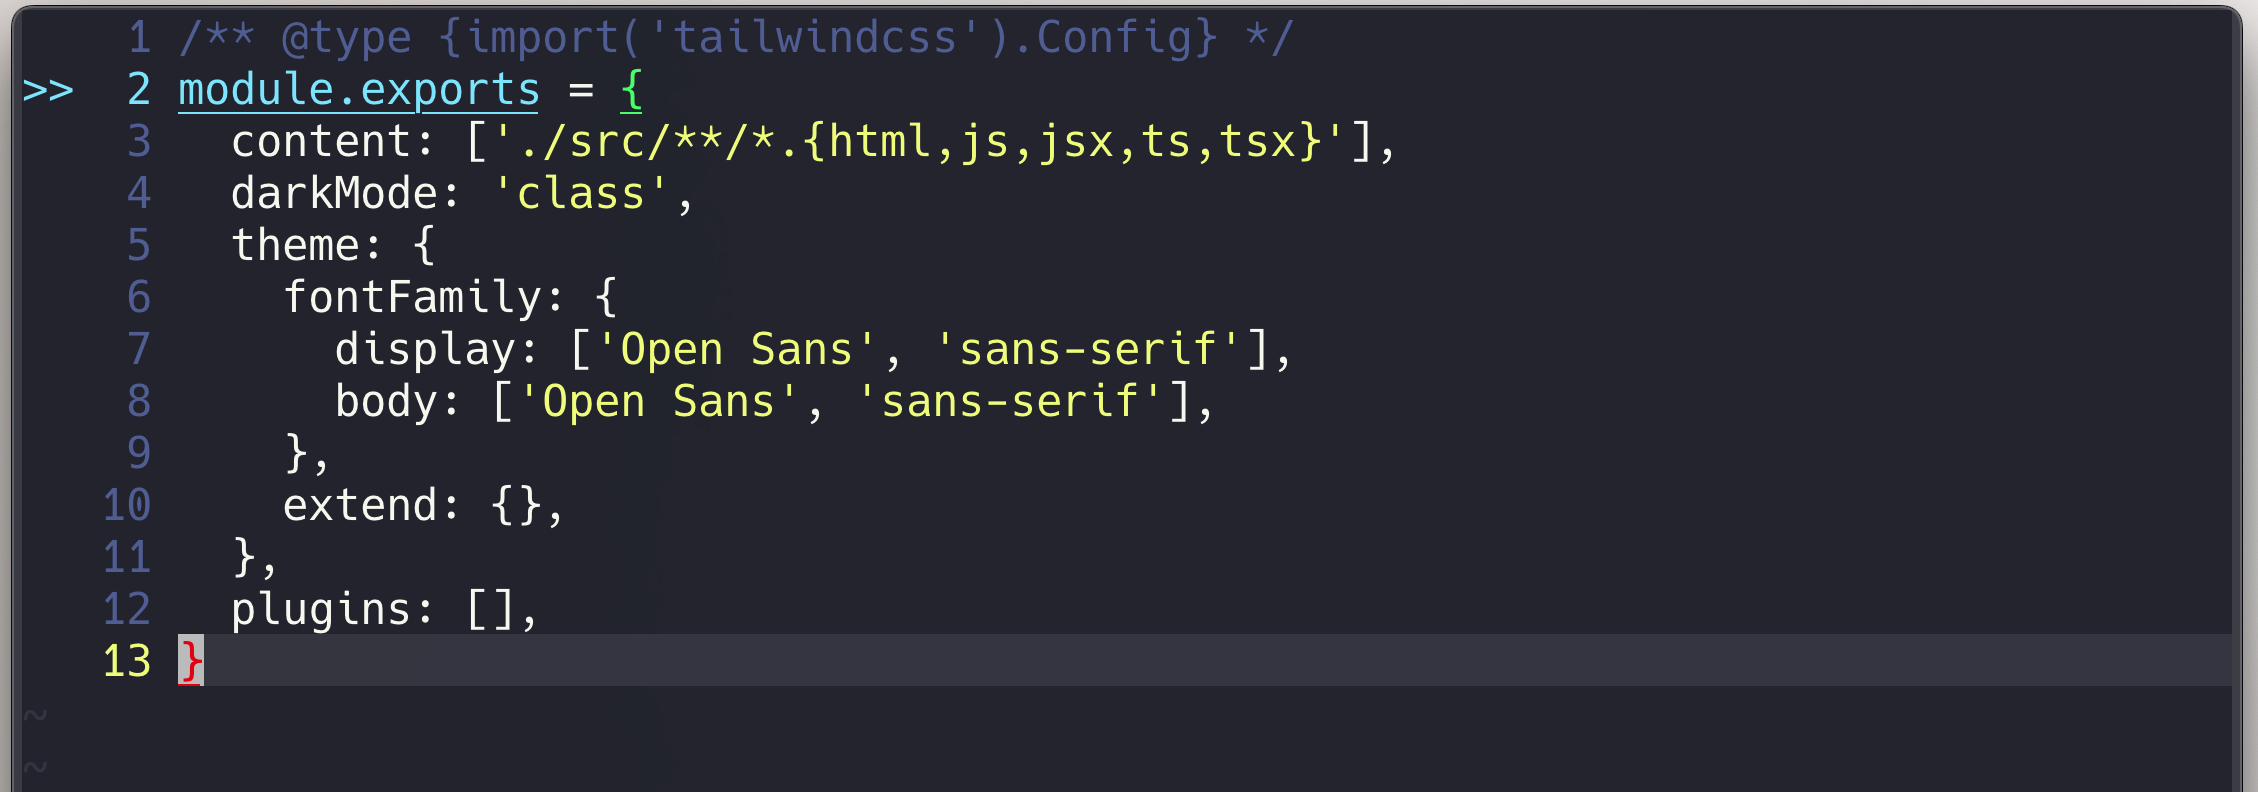 1 /** @type {import('tailwindcss').Config} */
>> 2 module.exports = {
3   content: ['./src/**/*.{html,js,jsx,ts,tsx}'],
4   darkMode: 'class',
5   theme: {
6     fontFamily: {
7       display: ['Open Sans', 'sans-serif'],
8       body: ['Open Sans', 'sans-serif'],
9     },
10     extend: {},
11   },
12   plugins: [],
13 }
~
~